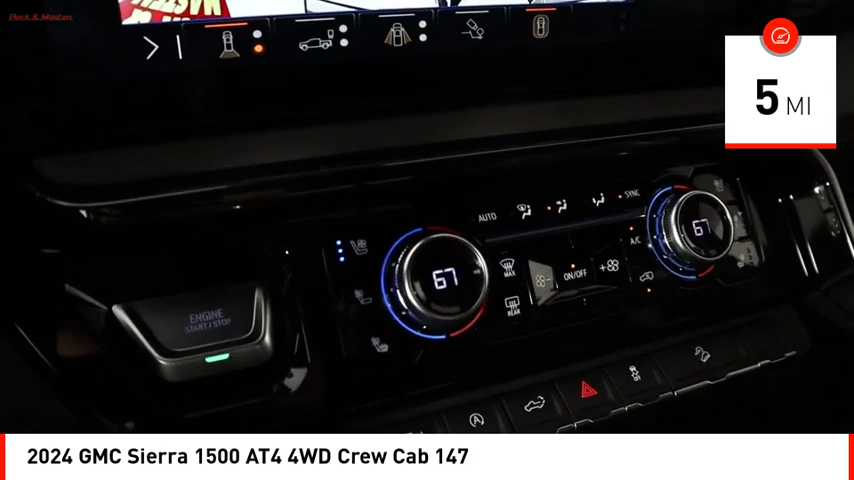 Beck & Masten
5 MI
AUTO
SYNC
67
A/C
67
MAX
ON/OFF
REAR
ENGINE
START/STOP
OFF
2024 GMC Sierra 1500 AT4 4WD Crew Cab 147